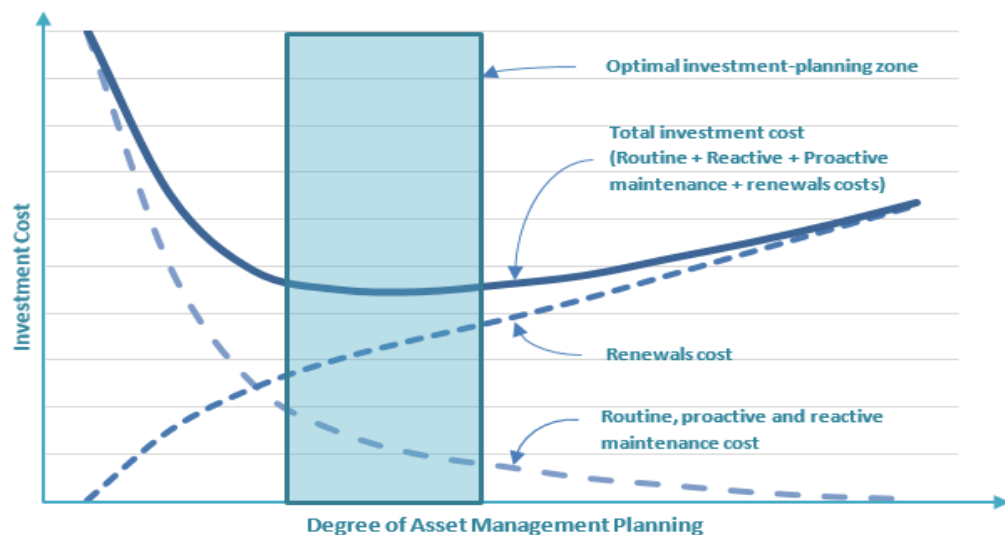 Optimal investment-planning zone
Total investment cost
(Routine + Reactive + Proactive
maintenance + renewals costs)
Investment Cost
Renewals cost
Routine, proactive and reactive
maintenance cost
Degree of Asset Management Planning